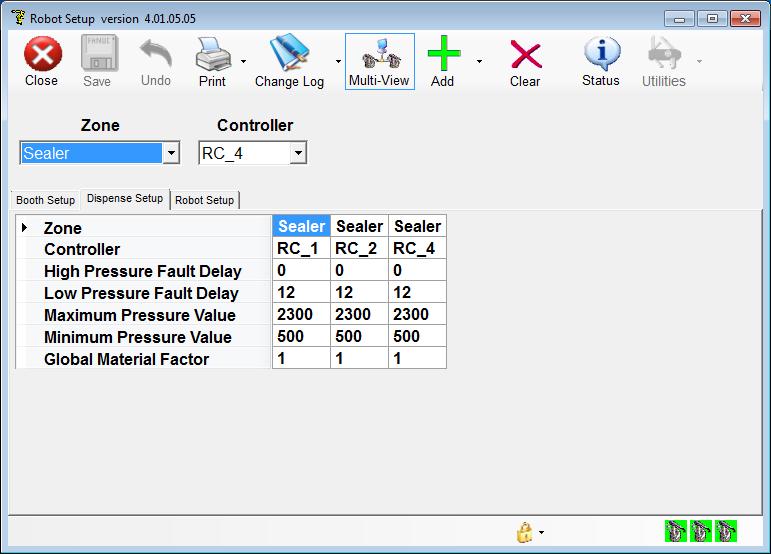 Robot Setup version 4.01.05.05
FANUC
Close Save Undo Print Change Log Multi-View Add Clear Status Utilities
Zone Controller
Sealer RC_4
Booth Setup Dispense Setup Robot Setup
Zone Sealer Sealer Sealer
Controller RC_1 RC_2 RC_4
High Pressure Fault Delay 0 0 0
Low Pressure Fault Delay 12 12 12
Maximum Pressure Value 2300 2300 2300
Minimum Pressure Value 500 500 500
Global Material Factor 1 1 1